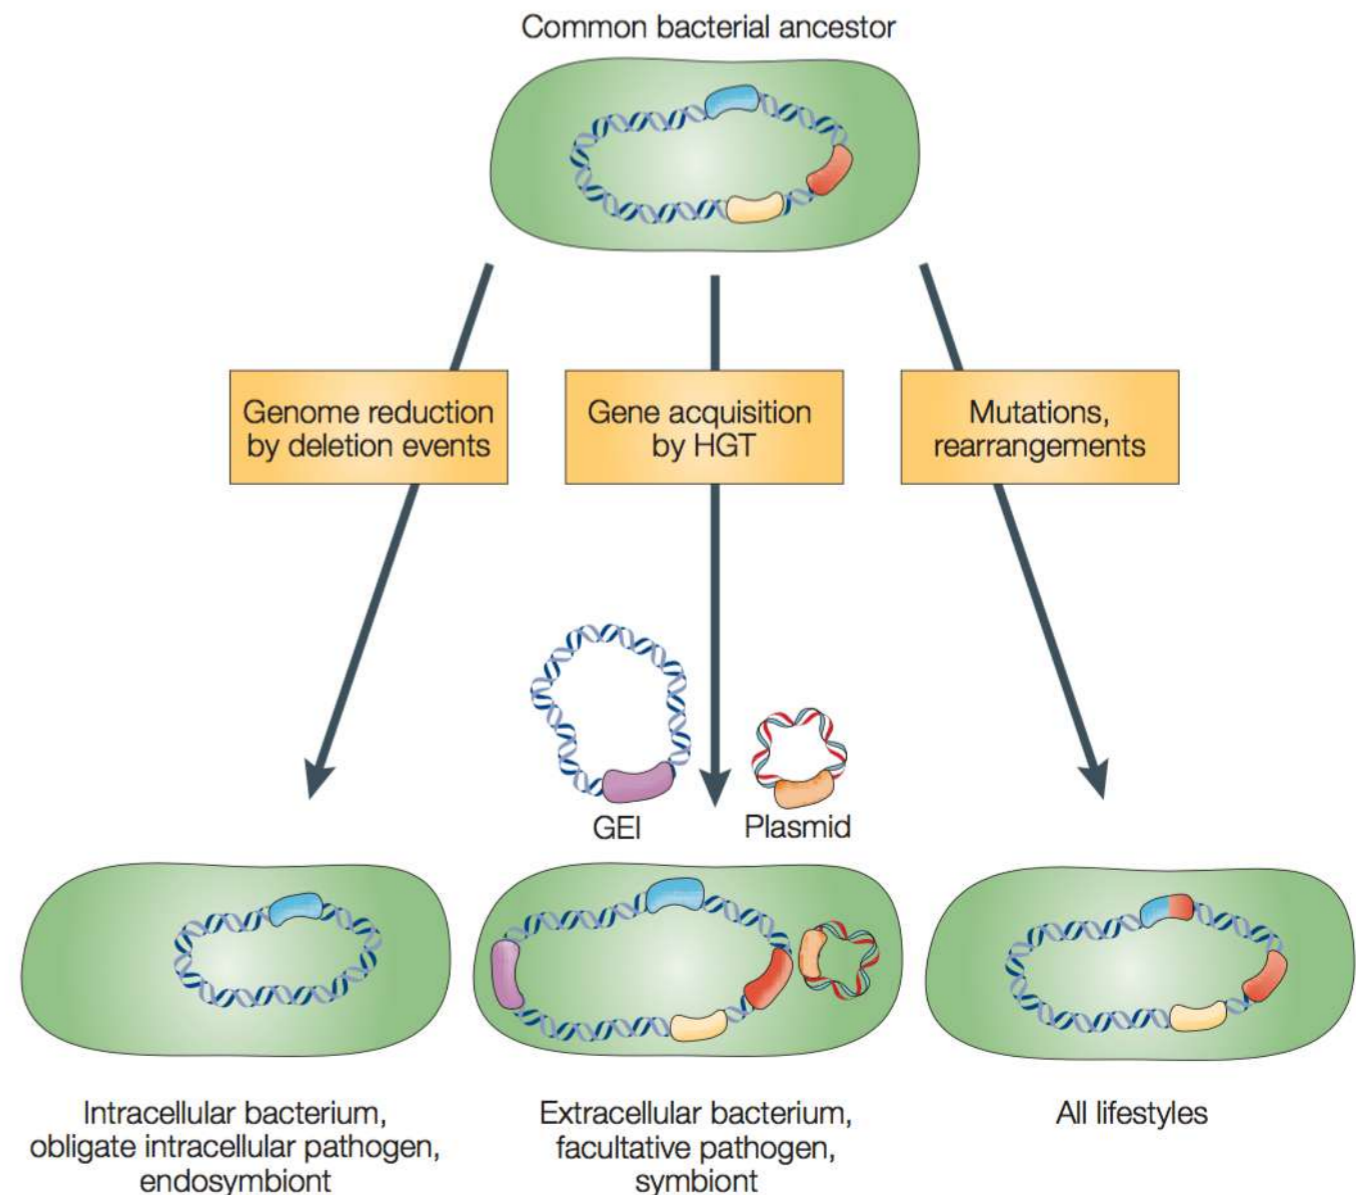 Common bacterial ancestor
Genome reduction
by deletion events
Gene acquisition
by HGT
Mutations,
rearrangements
GEI
Plasmid
Intracellular bacterium,
obligate intracellular pathogen,
endosymbiont
Extracellular bacterium,
facultative pathogen,
symbiont
All lifestyles